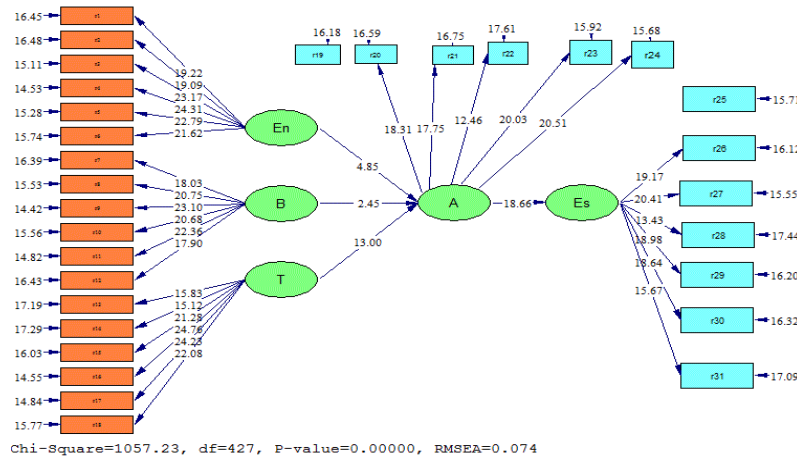 16.45 r1
16.48 r2
15.11 r3
14.53 r4
15.28 r5
15.74 r6
16.39 r7
15.53 r8
14.42 r9
15.56 r10
14.82 r11
16.43 r12
17.19 r13
17.29 r14
16.03 r15
14.55 r16
14.84 r17
15.77 r18
19.22
19.09
23.17
24.31
22.79
21.62
18.03
20.75
23.10
20.68
22.36
17.90
15.83
15.12
21.28
24.76
24.23
22.08
En
B
T
4.85
2.45
13.00
16.18 16.59 16.75 17.61 15.92 15.68
r19 r20 r21 r22 r23 r24
18.31 17.75 12.46 20.03 20.51
A 18.66 Es
19.17
20.41
13.43
18.98
18.64
15.67
r25 15.71
r26 16.12
r27 15.55
r28 17.44
r29 16.20
r30 16.32
r31 17.09
Chi-Square=1057.23, df=427, P-value=0.00000, RMSEA=0.074